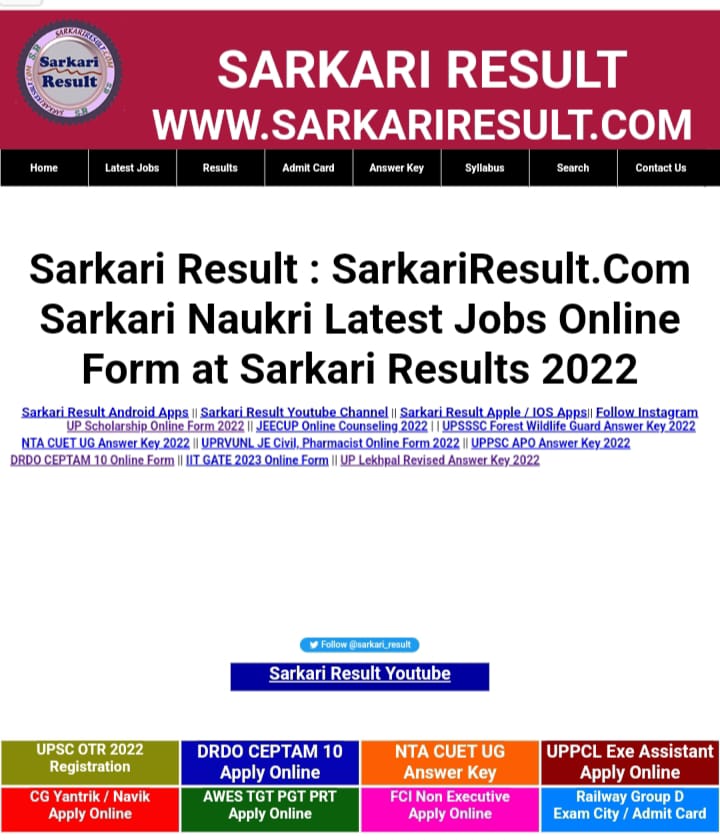 SARKARIRESULT.COM
Sarkari
Result
S.R
S.R
SARKARIRESULT.COM
SARKARI RESULT
WWW.SARKARIRESULT.COM
Home Latest Jobs Results Admit Card Answer Key Syllabus Search Contact Us
Sarkari Result : SarkariResult.Com
Sarkari Naukri Latest Jobs Online
Form at Sarkari Results 2022
Sarkari Result Android Apps || Sarkari Result Youtube Channel || Sarkari Result Apple / IOS Apps|| Follow Instagram
UP Scholarship Online Form 2022 || JEECUP Online Counseling 2022 | | UPSSSC Forest Wildlife Guard Answer Key 2022
NTA CUET UG Answer Key 2022 || UPRVUNL JE Civil, Pharmacist Online Form 2022 || UPPSC APO Answer Key 2022
DRDO CEPTAM 10 Online Form || IIT GATE 2023 Online Form || UP Lekhpal Revised Answer Key 2022
Follow @sarkari_result
Sarkari Result Youtube
UPSC OTR 2022
Registration
DRDO CEPTAM 10
Apply Online
NTA CUET UG
Answer Key
UPPCL Exe Assistant
Apply Online
CG Yantrik / Navik
Apply Online
AWES TGT PGT PRT
Apply Online
FCI Non Executive
Apply Online
Railway Group D
Exam City / Admit Card